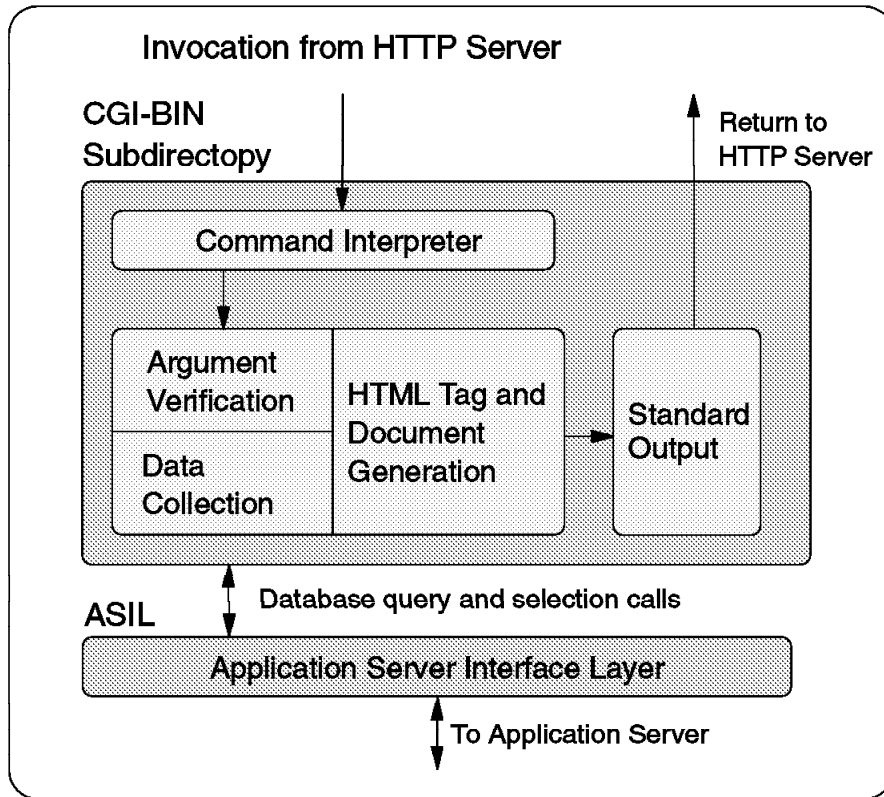 Invocation from HTTP Server
CGI-BIN
Subdirectopy
Return to
HTTP Server
Command Interpreter
Argument
Verification
HTML Tag and
Document
Generation
Standard
Output
Data
Collection
Database query and selection calls
ASIL
Application Server Interface Layer
To Application Server